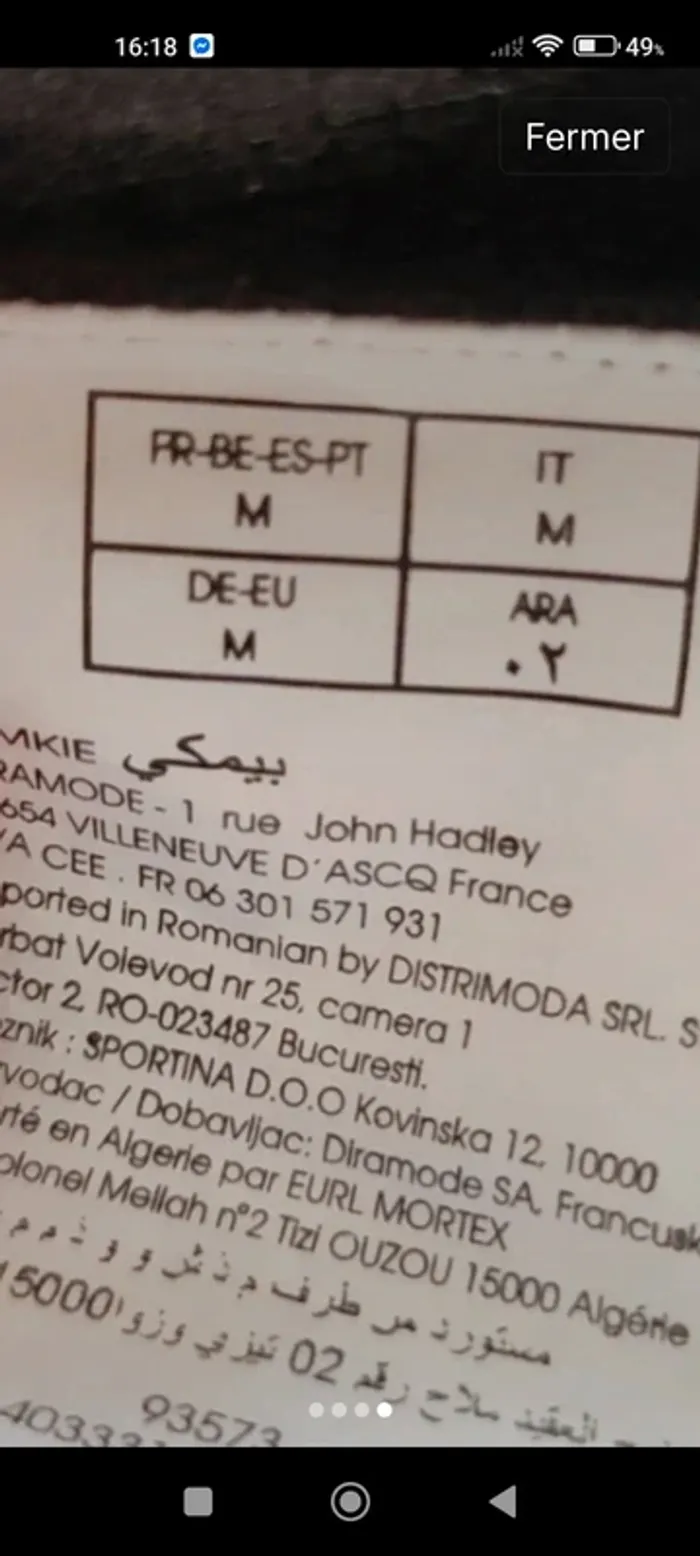 16:18
49%
Fermer
FR-BE-ES-PT
IT
M
M
DE-EU
ARA
M
٠٢
MKIE بيمكي
RAMODE - 1 rue John Hadley
654 VILLENEUVE D'ASCQ France
/A CEE . FR 06 301 571 931
ported in Romanian by DISTRIMODA SRL. S
rbat Voievod nr 25, camera 1
ctor 2, RO-023487 Bucuresti.
znik : SPORTINA D.O.O Kovinska 12, 10000
vodac / Dobavljac: Diramode SA, Francusk
rté en Algerie par EURL MORTEX
olonel Mellah n°2 Tizi OUZOU 15000 Algérie
مستورد من طرف
العقيد ملاح رقم 02 تيزي وزو 15000
93573